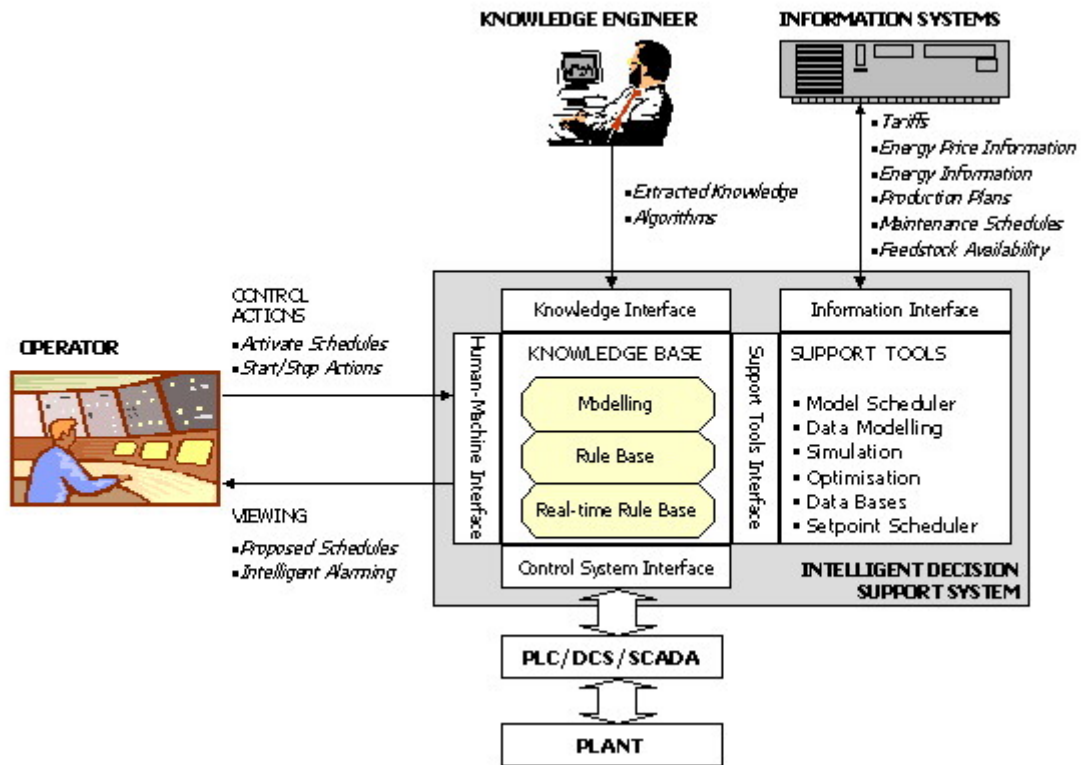 KNOWLEDGE ENGINEER
INFORMATION SYSTEMS
▪Tariffs
▪Energy Price Information
▪Energy Information
▪Production Plans
▪Maintenance Schedules
▪Feedstock Availability
▪Extracted Knowledge
▪Algorithms
CONTROL
ACTIONS
▪Activate Schedules
▪Start/Stop Actions
OPERATOR
VIEWING
▪Proposed Schedules
▪Intelligent Alarming
Knowledge Interface
Information Interface
Human-Machine Interface
KNOWLEDGE BASE
Modelling
Rule Base
Real-time Rule Base
Support Tools Interface
SUPPORT TOOLS
▪ Model Scheduler
▪ Data Modelling
▪ Simulation
▪ Optimisation
▪ Data Bases
▪ Setpoint Scheduler
Control System Interface
INTELLIGENT DECISION
SUPPORT SYSTEM
PLC/DCS/SCADA
PLANT